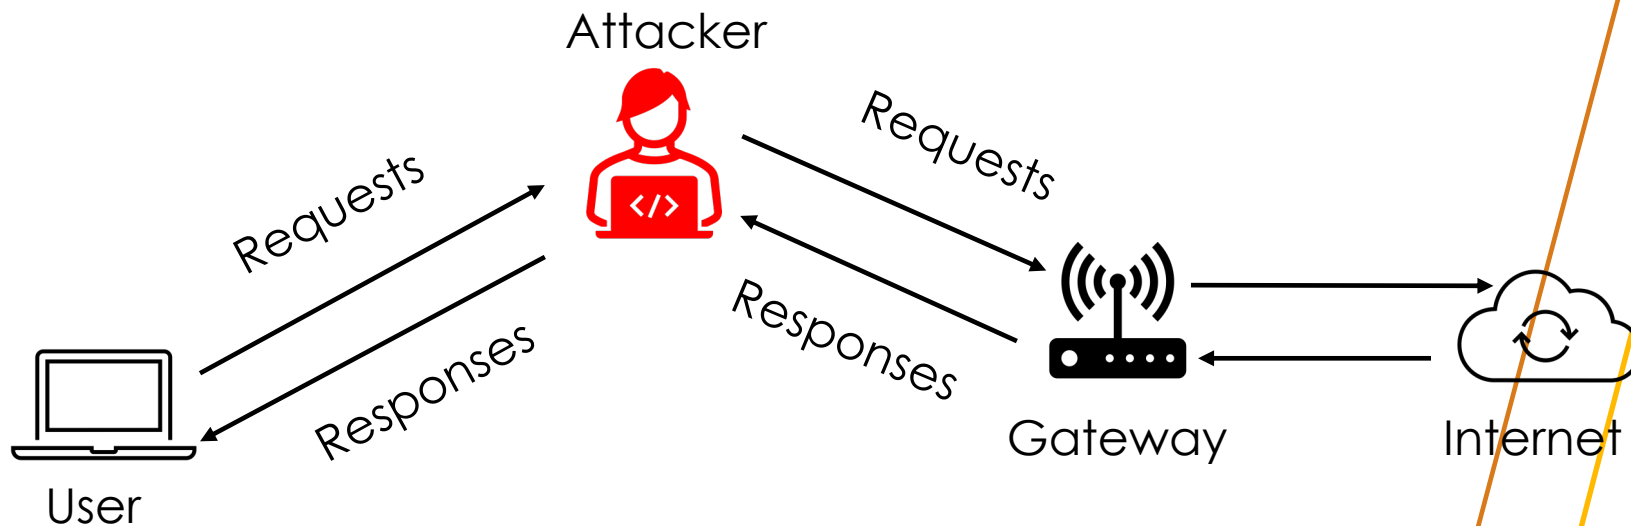 Attacker
Requests
Requests
Responses
Responses
</>
Gateway
Internet
User